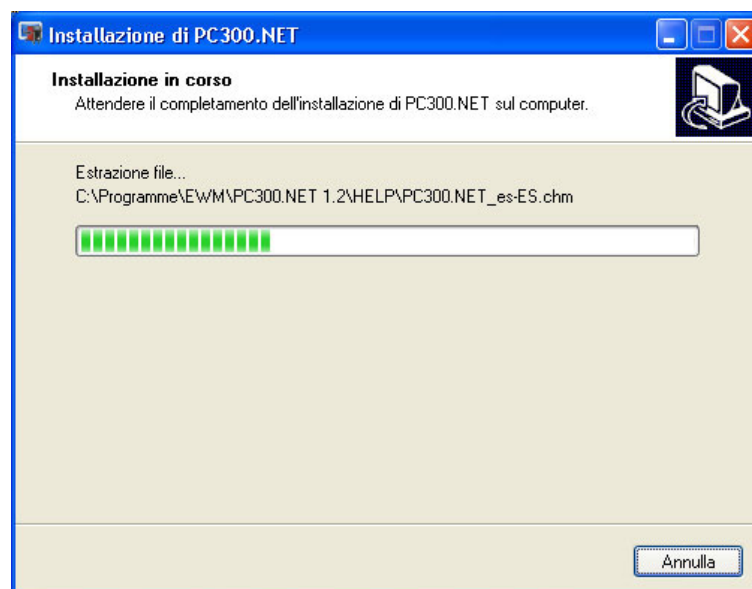 Installazione di PC300.NET
Installazione in corso
Attendere il completamento dell'installazione di PC300.NET sul computer.
Estrazione file...
C:\Programme\EWM\PC300.NET 1.2\HELP\PC300.NET_es-ES.chm
Annulla